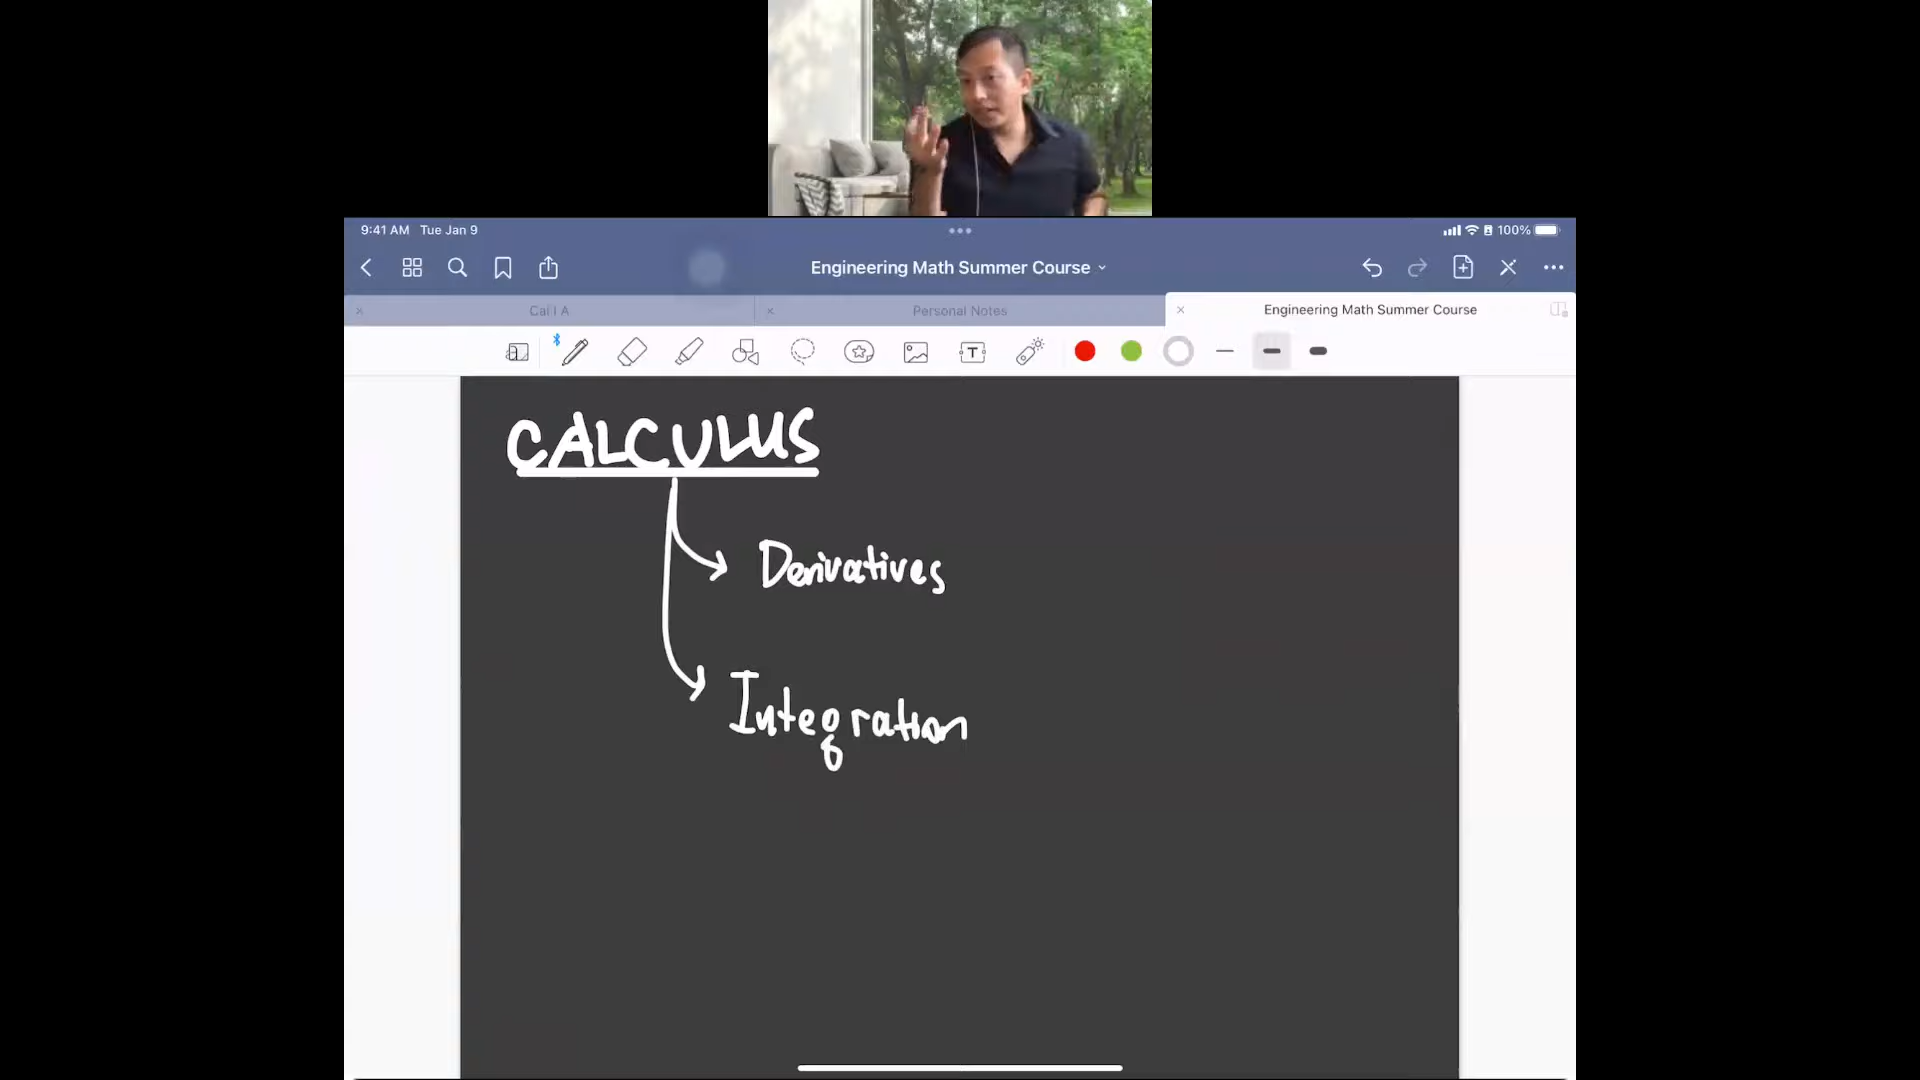 9:41 AM Tue Jan 9
100%
Engineering Math Summer Course
Cal I A
Personal Notes
Engineering Math Summer Course
CALCULUS
Derivatives
Integration